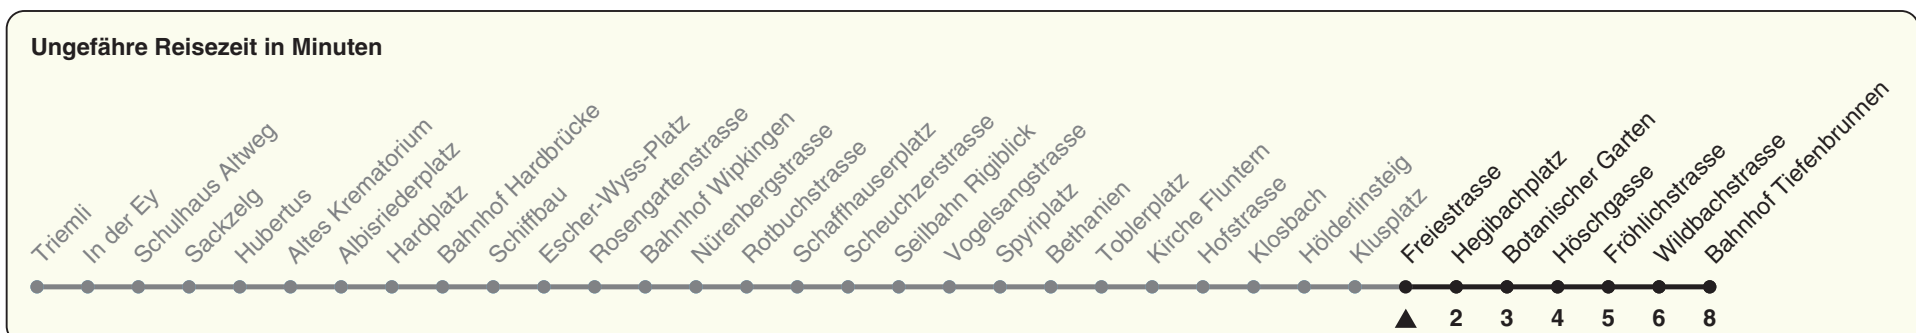 Ungefähre Reisezeit in Minuten
Triemli
In der Ey
Schulhaus Altweg
Sackzelg
Hubertus
Altes Krematorium
Albisriederplatz
Hardplatz
Bahnhof Hardbrücke
Schiffbau
Escher-Wyss-Platz
Rosengartenstrasse
Bahnhof Wipkingen
Nürenbergstrasse
Rotbuchstrasse
Schaffhauserplatz
Scheuchzerstrasse
Seilbahn Rigiblick
Vogelsangstrasse
Spyriplatz
Bethanien
Toblerplatz
Kirche Fluntern
Hofstrasse
Klosbach
Hölderlinsteig
Klusplatz
Freiestrasse
Hegibachplatz
Botanischer Garten
Höschgasse
Fröhlichstrasse
Wildbachstrasse
Bahnhof Tiefenbrunnen
2 3 4 5 6 8